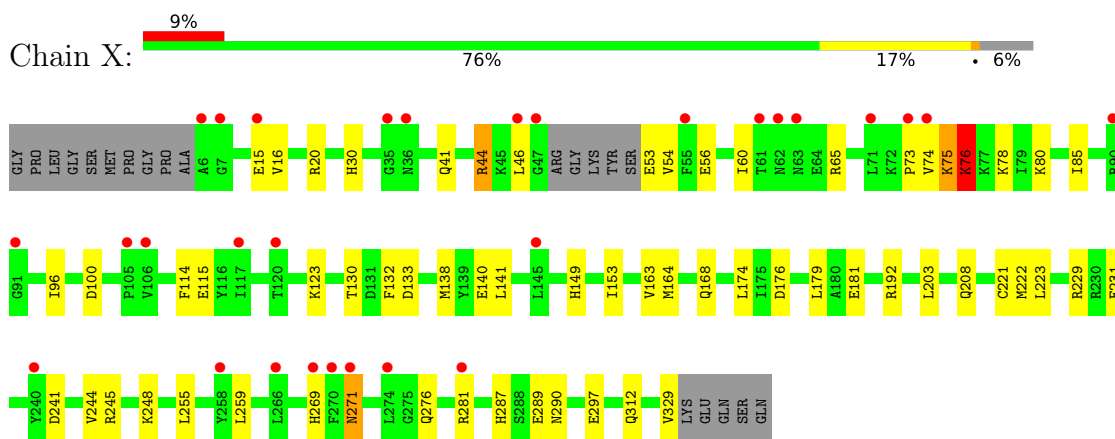 9%
Chain X:
76% 17% • 6%
GLY PRO LEU GLY SER MET PRO GLY PRO ALA A6 G7 E15 V16 R20 H30 G35 N36 Q41 R44 K45 L46 G47 ARG GLY LYS TYR SER E53 V54 F55 E56 I60 T61 N62 N63 E64 R65 L71 K72 P73 V74 K75 K76 K77 K78 I79 K80 I85 R90
G91 I96 D100 P105 V106 F114 E115 Y116 I117 T120 K123 T130 D131 F132 D133 M138 Y139 E140 L141 L145 H149 I153 V163 M164 Q168 L174 I175 D176 L179 A180 E181 R192 L203 Q208 C221 M222 L223 R229 R230 E231
Y240 D241 V244 R245 K248 L255 Y258 L259 L266 H269 F270 N271 L274 G275 Q276 R281 H287 S288 E289 N290 E297 Q312 V329 LYS GLU GLN SER GLN